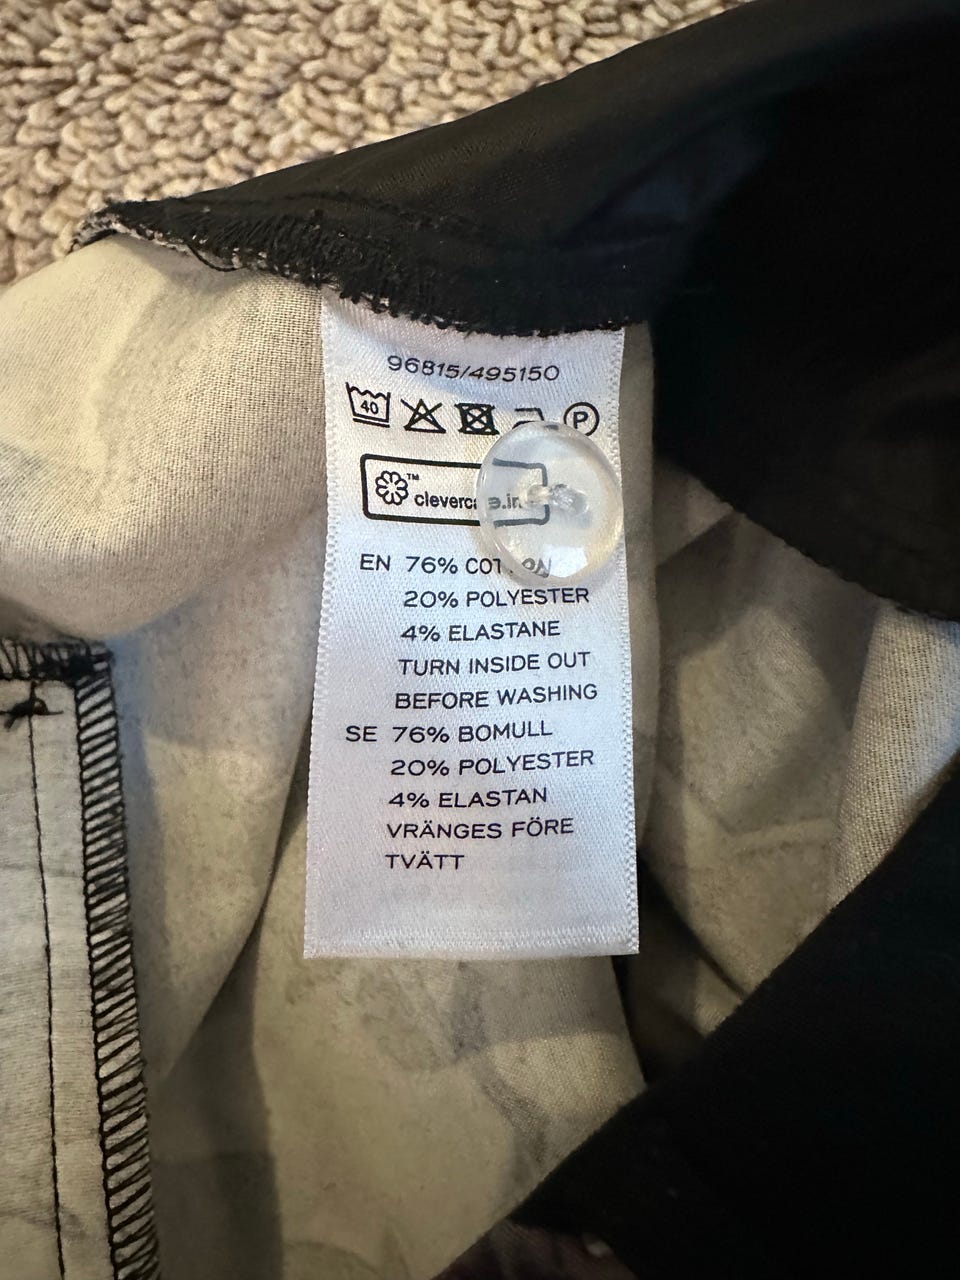 96815/495150
40 P
™
EN 76%
20% POLYESTER
4% ELASTANE
TURN INSIDE OUT
BEFORE WASHING
SE 76% BOMULL
20% POLYESTER
4% ELASTAN
VRÄNGES FÖRE
TVÄTT